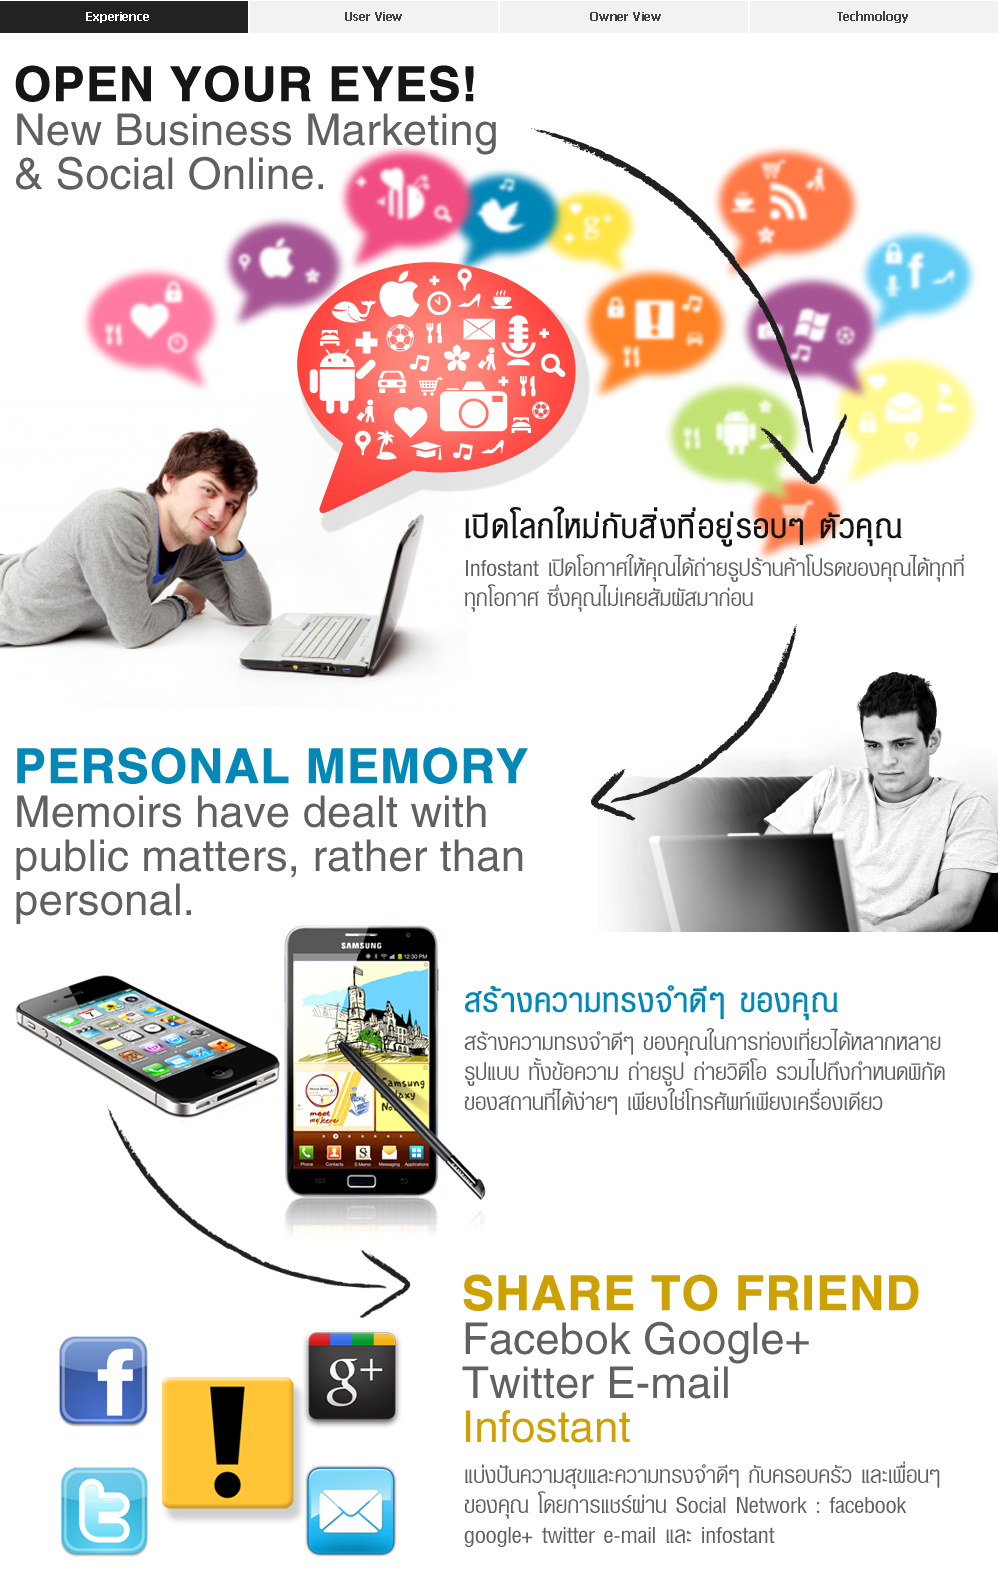 Experience
User View
Owner View
Techmology
OPEN YOUR EYES!
New Business Marketing
& Social Online.
เปิดโลกใหม่กับสิ่งที่อยู่รอบๆ ตัวคุณ
Infostant เปิดโอกาศให้คุณได้ถ่ายรูปร้านค้าโปรดของคุณได้ทุกที่
ทุกโอกาศ ซึ่งคุณไม่เคยสัมผัสมาก่อน
PERSONAL MEMORY
Memoirs have dealt with
public matters, rather than
personal.
SAMSUNG
12:30 PM
Samsung
Phone
Contacts
S Memo
Messaging
Applications
สร้างความทรงจำดีๆ ของคุณ
สร้างความทรงจำดีๆ ของคุณในการท่องเที่ยวได้หลากหลาย
รูปแบบ ทั้งข้อความ ถ่ายรูป ถ่ายวิดีโอ รวมไปถึงกำหนดพิกัด
ของสถานที่ได้ง่ายๆ เพียงใช่โทรศัพท์เพียงเครื่องเดียว
SHARE TO FRIEND
Facebok Google+
Twitter E-mail
Infostant
แบ่งปันความสุขและความทรงจำดีๆ กับครอบครัว และเพื่อนๆ
ของคุณ โดยการแชร์ผ่าน Social Network : facebook
google+ twitter e-mail และ infostant